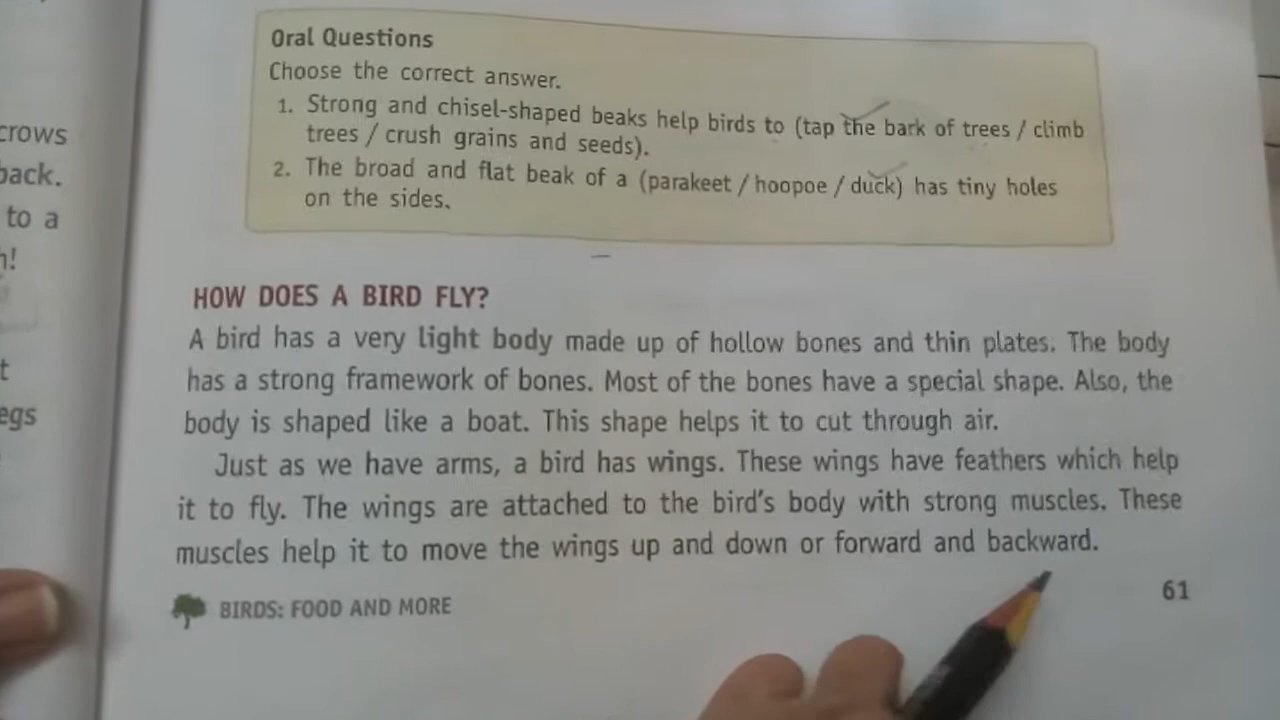 crows
back.
to a
t
egs
Oral Questions
Choose the correct answer.
1. Strong and chisel-shaped beaks help birds to (tap the bark of trees / climb
trees / crush grains and seeds).
2. The broad and flat beak of a (parakeet / hoopoe / duck) has tiny holes
on the sides.
HOW DOES A BIRD FLY?
A bird has a very light body made up of hollow bones and thin plates. The body
has a strong framework of bones. Most of the bones have a special shape. Also, the
body is shaped like a boat. This shape helps it to cut through air.
Just as we have arms, a bird has wings. These wings have feathers which help
it to fly. The wings are attached to the bird's body with strong muscles. These
muscles help it to move the wings up and down or forward and backward.
BIRDS: FOOD AND MORE
61